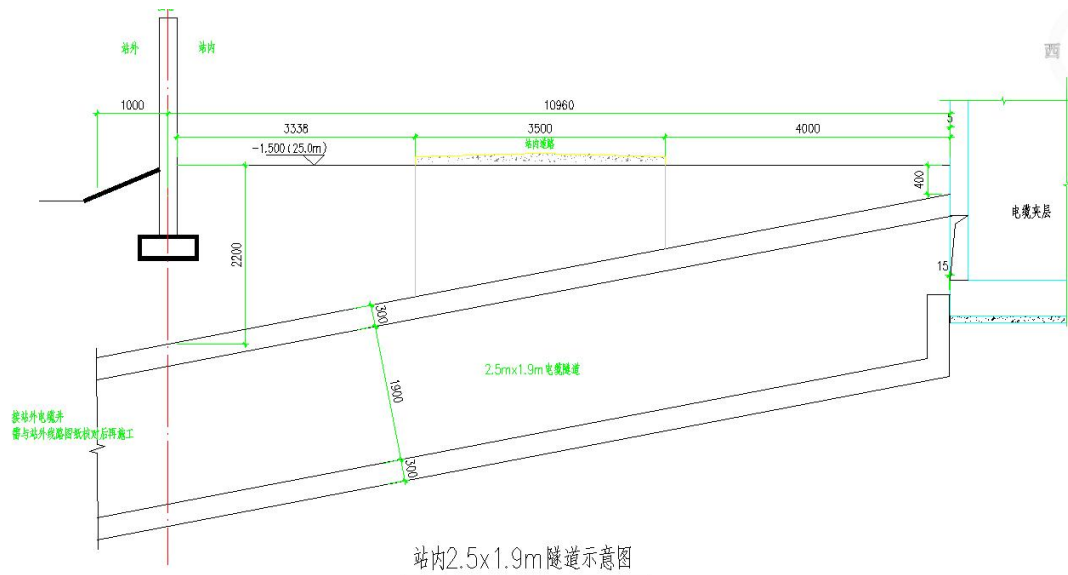 站外 站内
西
1000
10960
5
3338
3500
4000
站内道路
-1.500(25.0m)
400
电缆夹层
2200
15
300
2.5mx1.9m电缆隧道
1900
接站外电缆井
需与站外线路图纸核对后再施工
300
站内2.5x1.9m隧道示意图